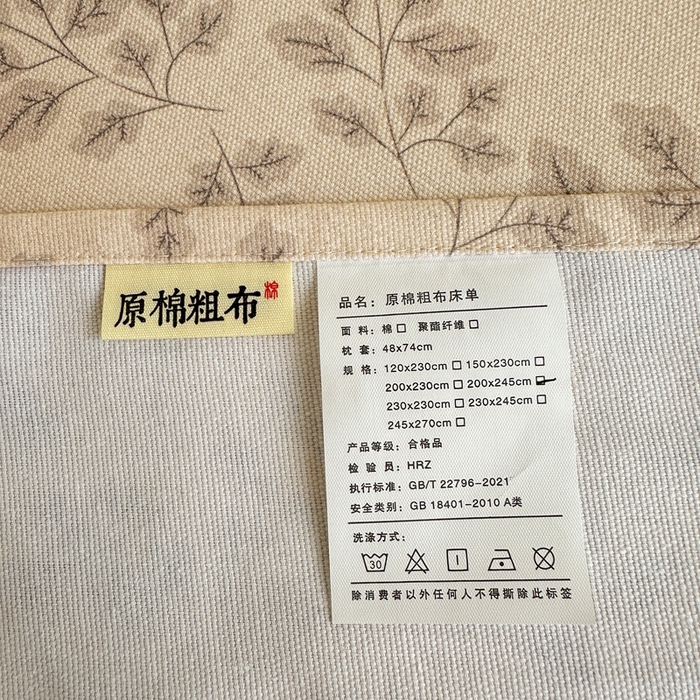 原棉粗布棉
品名：原棉粗布床单
面 料：棉□ 聚酯纤维□
枕 套：48x74cm
规 格：120x230cm□ 150x230cm□
200x230cm□ 200x245cm□
230x230cm□ 230x245cm□
245x270cm□
产品等级：合格品
检 验 员：HRZ
执行标准：GB/T 22796-2021
安全类别：GB 18401-2010 A类
洗涤方式：
30
除消费者以外任何人不得撕除此标签